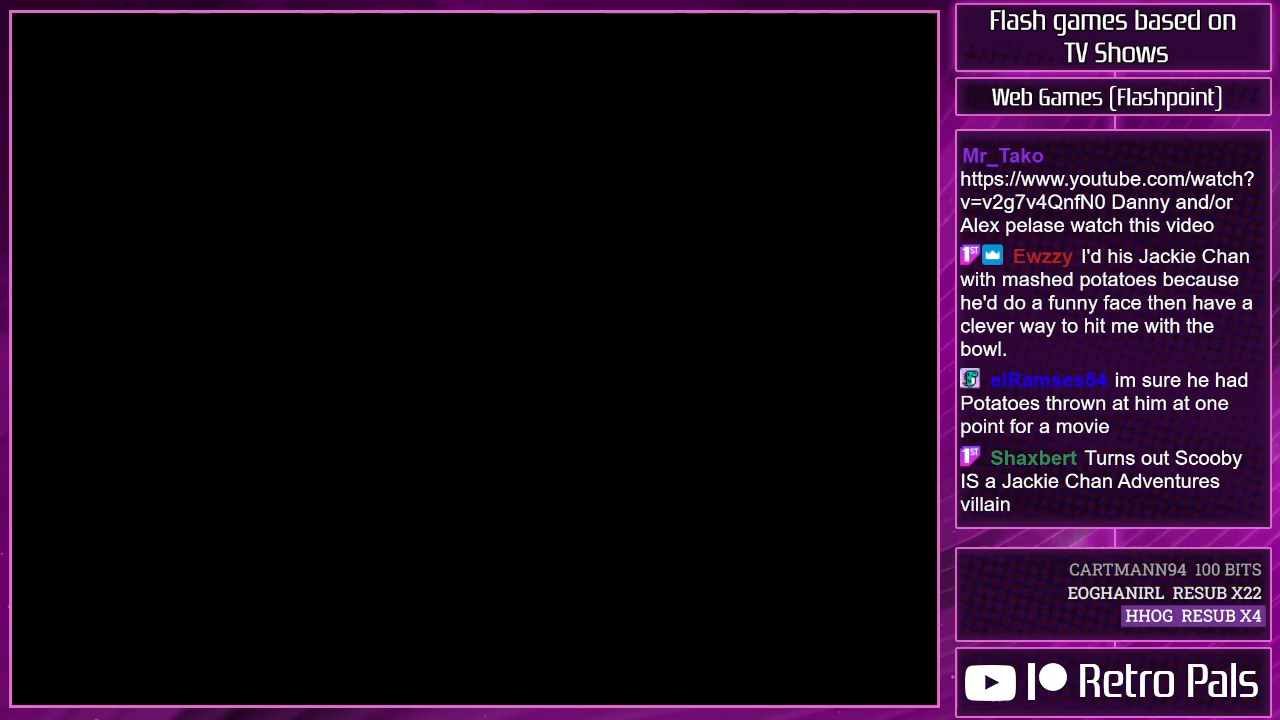 Flash games based on
TV Shows
Web Games (Flashpoint)
Mr_Tako
https://www.youtube.com/watch?
v=v2g7v4QnfN0 Danny and/or
Alex pelase watch this video
1ST Ewzzy I'd his Jackie Chan
with mashed potatoes because
he'd do a funny face then have a
clever way to hit me with the
bowl.
elRamses84 im sure he had
Potatoes thrown at him at one
point for a movie
1ST Shaxbert Turns out Scooby
IS a Jackie Chan Adventures
villain
CARTMANN94 100 BITS
EOGHANIRL RESUB X22
HHOG RESUB X4
Retro Pals